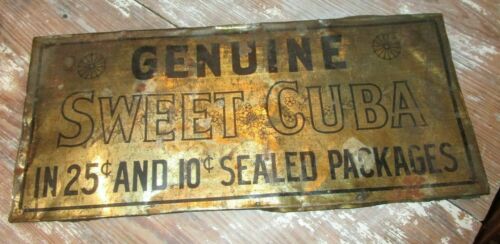 GENUINE
SWEET CUBA
IN 25¢ AND 10¢ SEALED PACKAGES